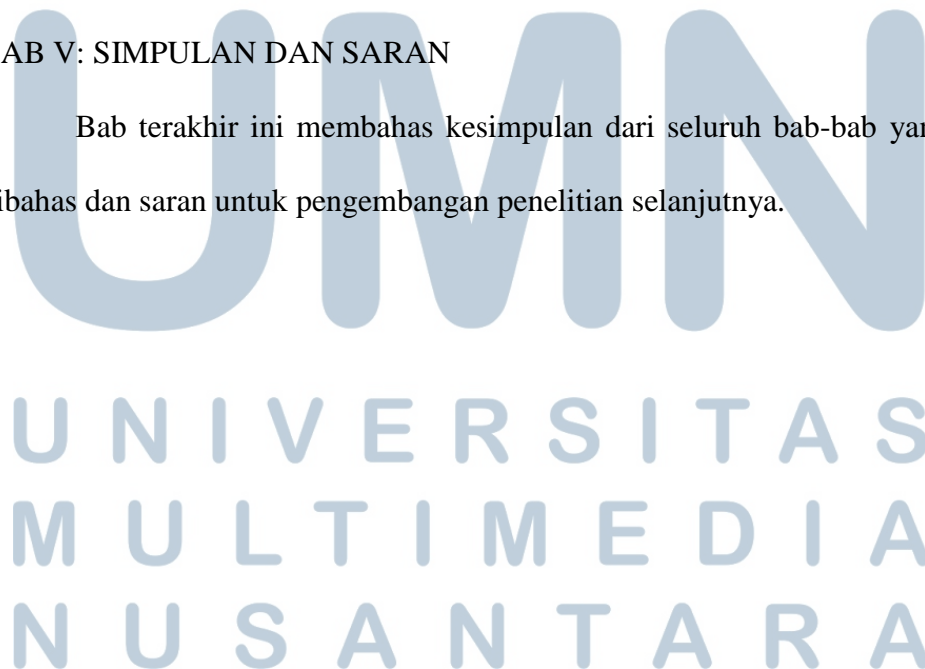 AB V: SIMPULAN DAN SARAN
Bab terakhir ini membahas kesimpulan dari seluruh bab-bab yan
ibahas dan saran untuk pengembangan penelitian selanjutnya.
UMN
UNIVERSITAS
MULTIMEDIA
NUSANTARA